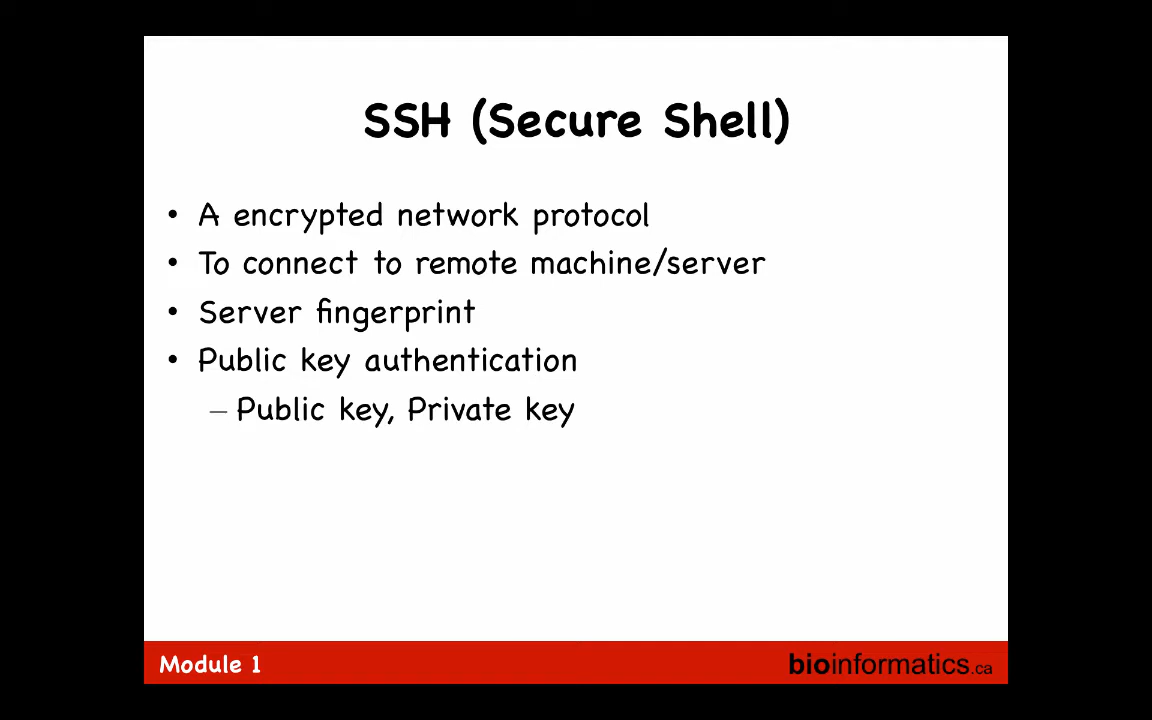 SSH (Secure Shell)
• A encrypted network protocol
• To connect to remote machine/server
• Server fingerprint
• Public key authentication
– Public key, Private key
Module 1
bioinformatics.ca